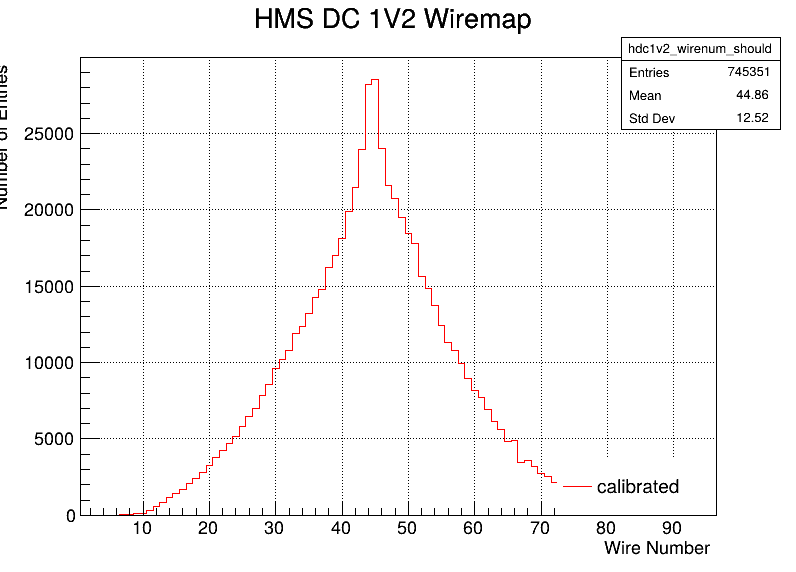 HMS DC 1V2 Wiremap
hdc1v2_wirenum_should
Entries 745351
Mean 44.86
Std Dev 12.52
Number of Entries
25000
20000
15000
10000
5000
0
calibrated
10 20 30 40 50 60 70 80 90
Wire Number